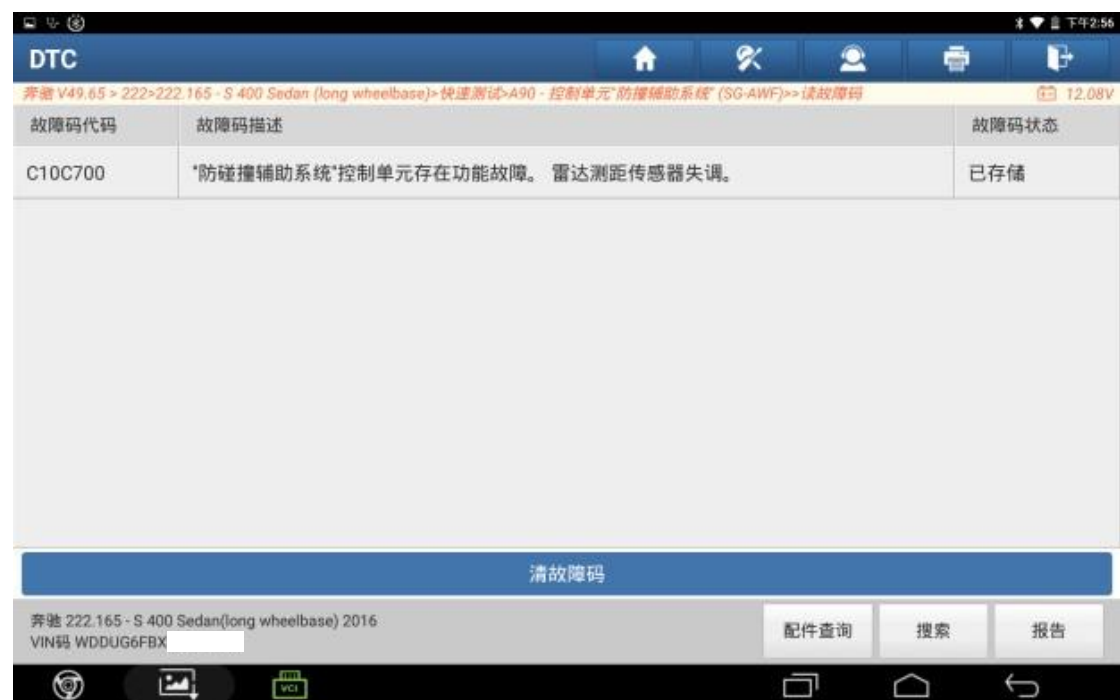 下午2:56
DTC
奔驰 V49.65 > 222>222.165 - S 400 Sedan (long wheelbase)>快速测试>A90 - 控制单元"防撞辅助系统" (SG-AWF)>>读故障码 12.08V
故障码代码 故障码描述 故障码状态
C10C700 "防碰撞辅助系统"控制单元存在功能故障。 雷达测距传感器失调。 已存储
清故障码
奔驰 222.165 - S 400 Sedan(long wheelbase) 2016
VIN码 WDDUG6FBX
配件查询 搜索 报告
VCI